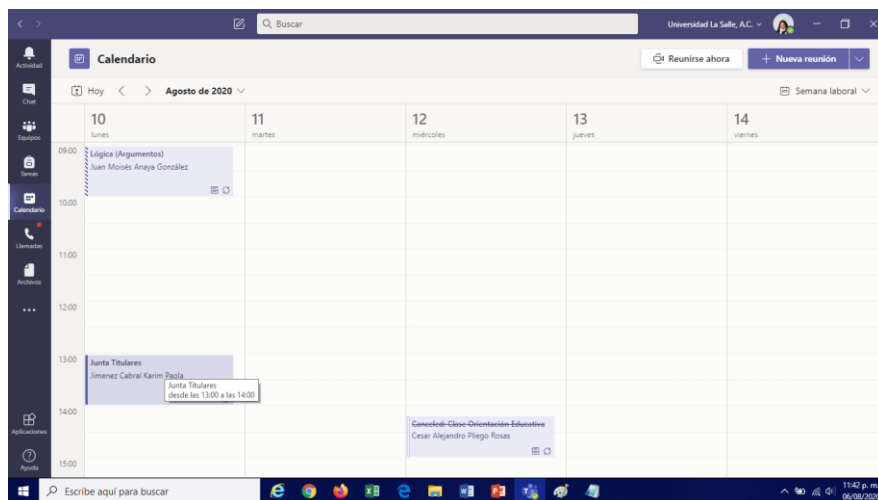 Buscar
Universidad La Salle, A.C.
Actividad
Chat
Equipos
Tareas
Calendario
Llamadas
Archivos
Aplicaciones
Ayuda
Calendario
Reunirse ahora
+ Nueva reunión
Hoy
Agosto de 2020
Semana laboral
10
lunes
11
martes
12
miércoles
13
jueves
14
viernes
09:00
Lógica (Argumentos)
Juan Moisés Anaya González
10:00
11:00
12:00
13:00
Junta Titulares
Jimenez Cabral Karim Paola
Junta Titulares
desde las 13:00 a las 14:00
14:00
Canceled: Clase Orientación Educativa
Cesar Alejandro Pliego Rosas
15:00
Escribe aquí para buscar
11:42 p. m.
06/08/2020